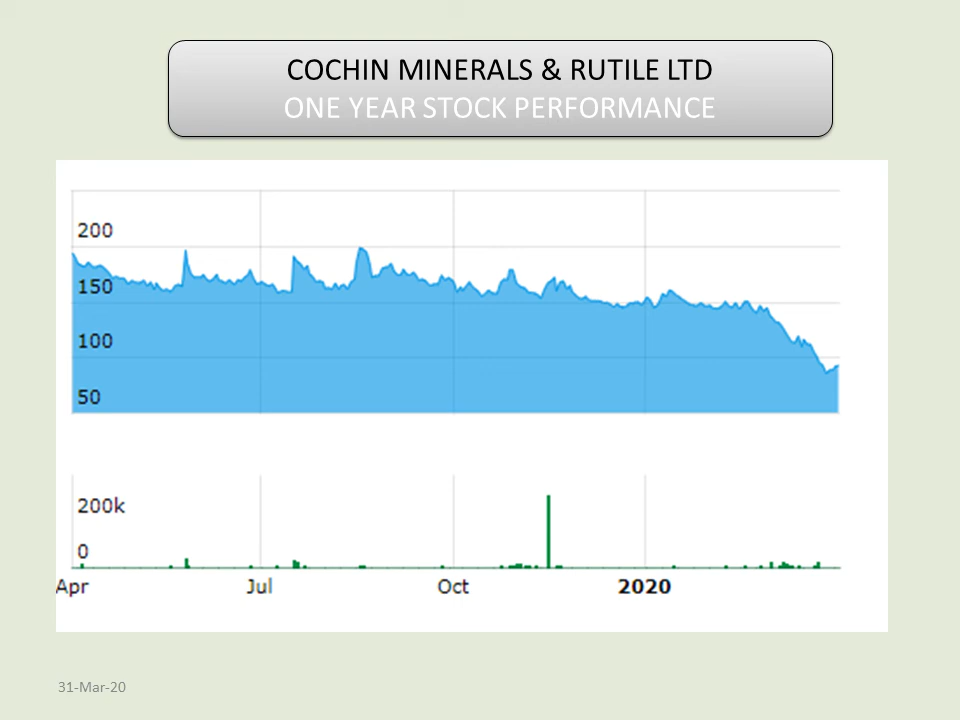 COCHIN MINERALS & RUTILE LTD
ONE YEAR STOCK PERFORMANCE
200
150
100
50
200k
0
Apr Jul Oct 2020
31-Mar-20